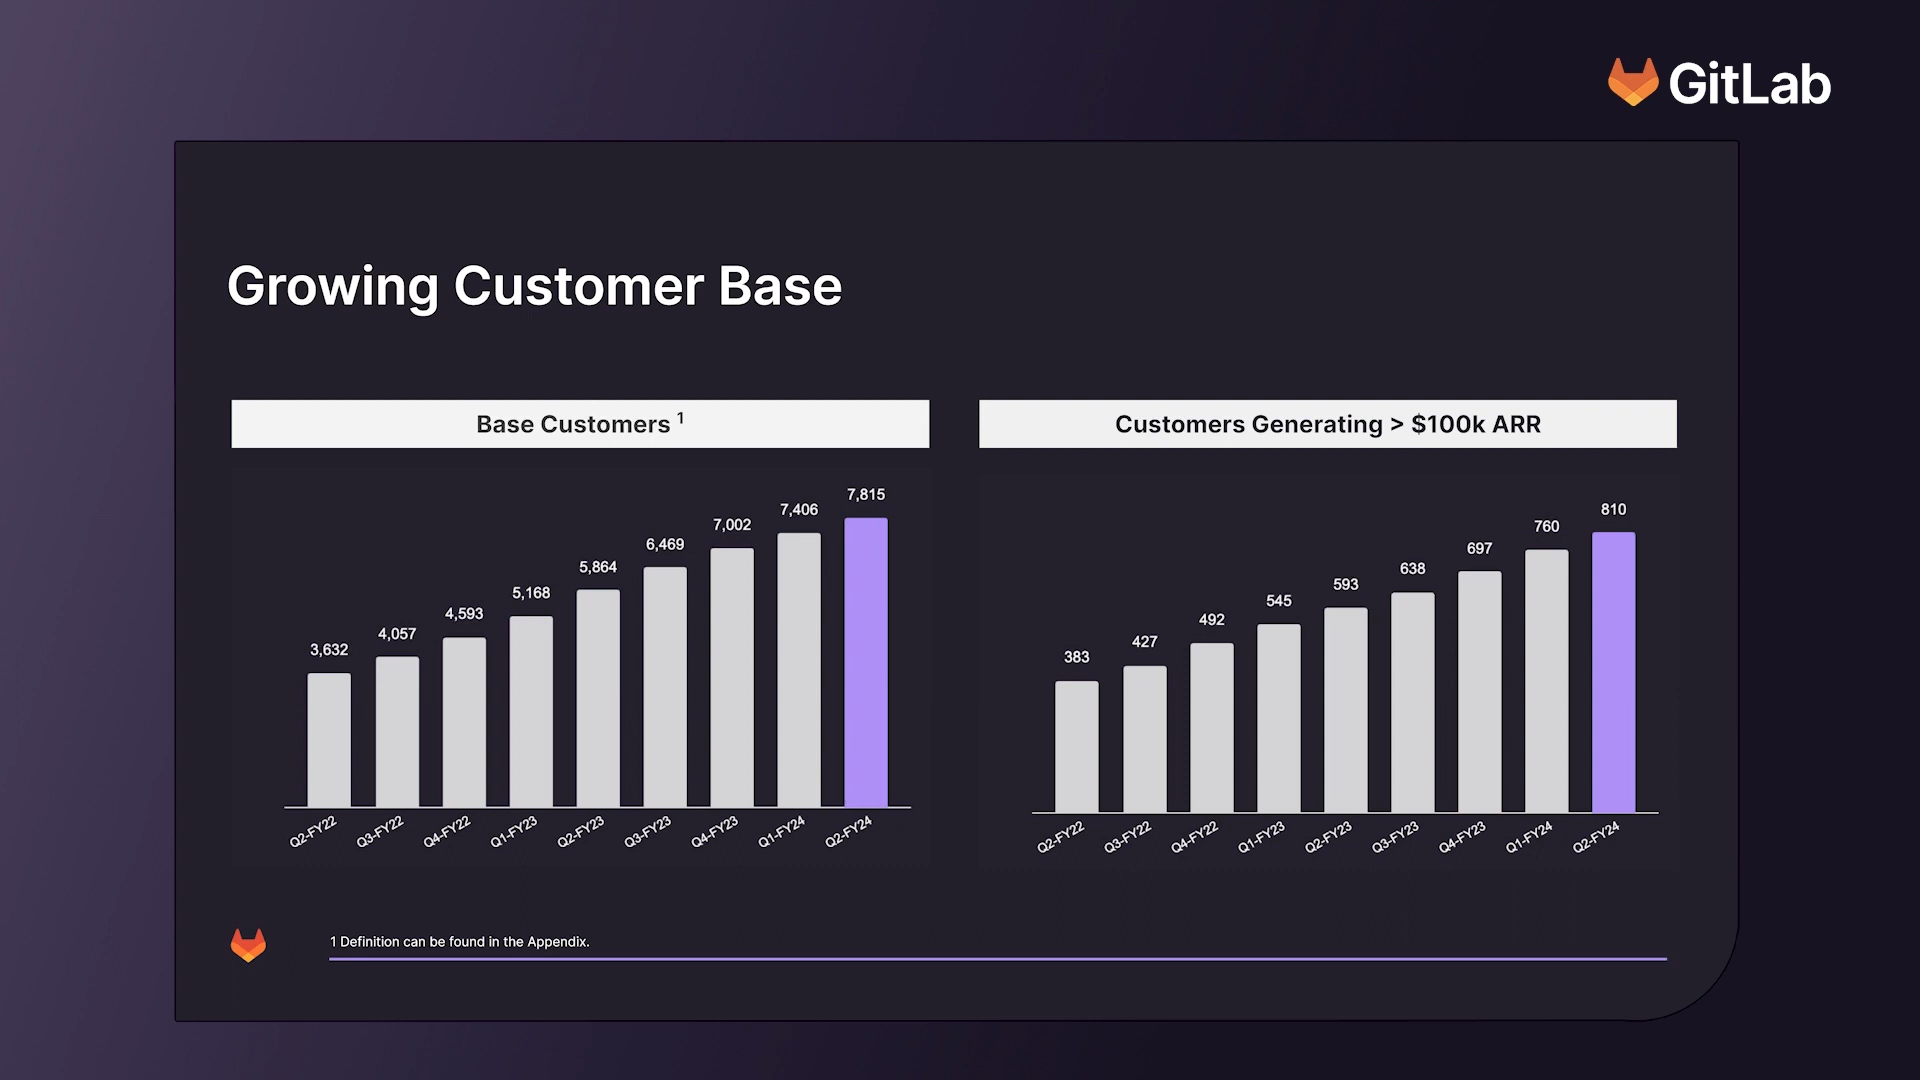 GitLab
Growing Customer Base
Base Customers 1
3,632
4,057
4,593
5,168
5,864
6,469
7,002
7,406
7,815
Q2-FY22
Q3-FY22
Q4-FY22
Q1-FY23
Q2-FY23
Q3-FY23
Q4-FY23
Q1-FY24
Q2-FY24
Customers Generating > $100k ARR
383
427
492
545
593
638
697
760
810
Q2-FY22
Q3-FY22
Q4-FY22
Q1-FY23
Q2-FY23
Q3-FY23
Q4-FY23
Q1-FY24
Q2-FY24
1 Definition can be found in the Appendix.